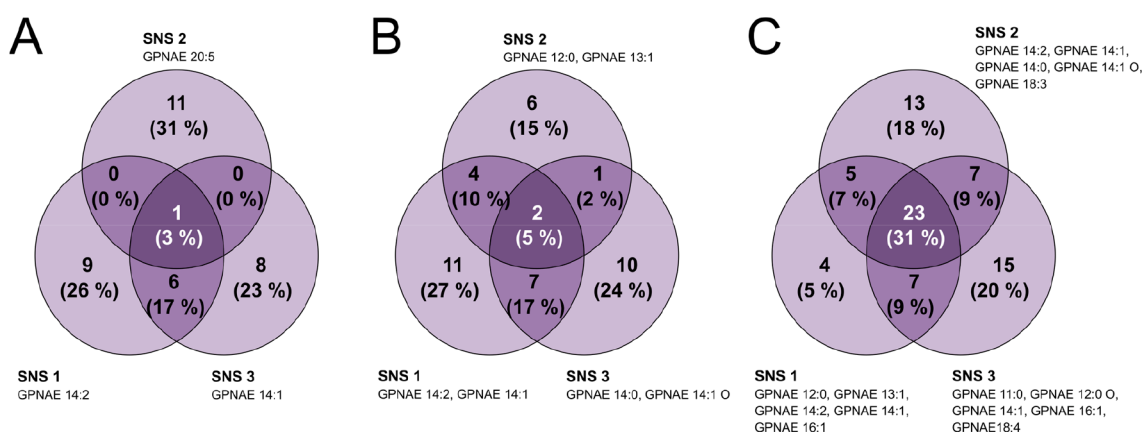 A
SNS 2
GPNAE 20:5
11
(31 %)
0
(0 %)
0
(0 %)
1
(3 %)
9
(26 %)
6
(17 %)
8
(23 %)
SNS 1
GPNAE 14:2
SNS 3
GPNAE 14:1
B
SNS 2
GPNAE 12:0, GPNAE 13:1
6
(15 %)
4
(10 %)
1
(2 %)
2
(5 %)
11
(27 %)
7
(17 %)
10
(24 %)
SNS 1
GPNAE 14:2, GPNAE 14:1
SNS 3
GPNAE 14:0, GPNAE 14:1 O
C
SNS 2
GPNAE 14:2, GPNAE 14:1,
GPNAE 14:0, GPNAE 14:1 O,
GPNAE 18:3
13
(18 %)
5
(7 %)
7
(9 %)
23
(31 %)
4
(5 %)
7
(9 %)
15
(20 %)
SNS 1
GPNAE 12:0, GPNAE 13:1,
GPNAE 14:2, GPNAE 14:1,
GPNAE 16:1
SNS 3
GPNAE 11:0, GPNAE 12:0 O,
GPNAE 14:1, GPNAE 16:1,
GPNAE18:4